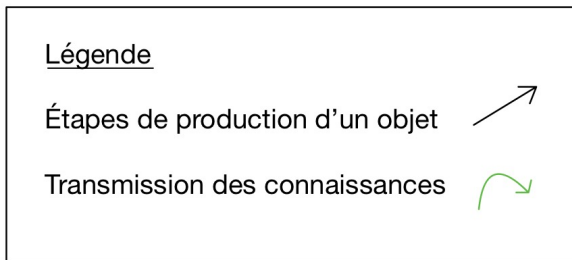 Légende
Étapes de production d’un objet
Transmission des connaissances